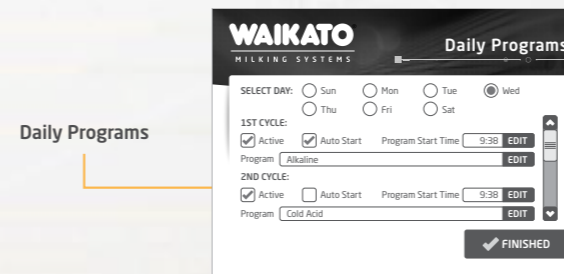 WAIKATO
MILKING SYSTEMS
Daily Programs
SELECT DAY: Sun Mon Tue Wed
Thu Fri Sat
Daily Programs
1ST CYCLE:
Active Auto Start Program Start Time 9:38 EDIT
Program Alkaline EDIT
2ND CYCLE:
Active Auto Start Program Start Time 9:38 EDIT
Program Cold Acid EDIT
FINISHED